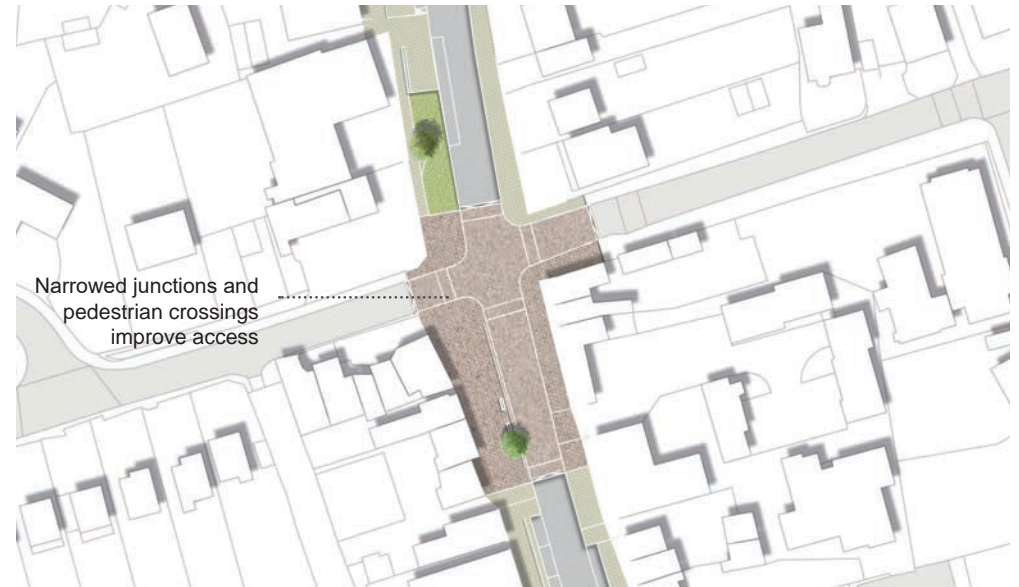 Narrowed junctions and
pedestrian crossings
improve access